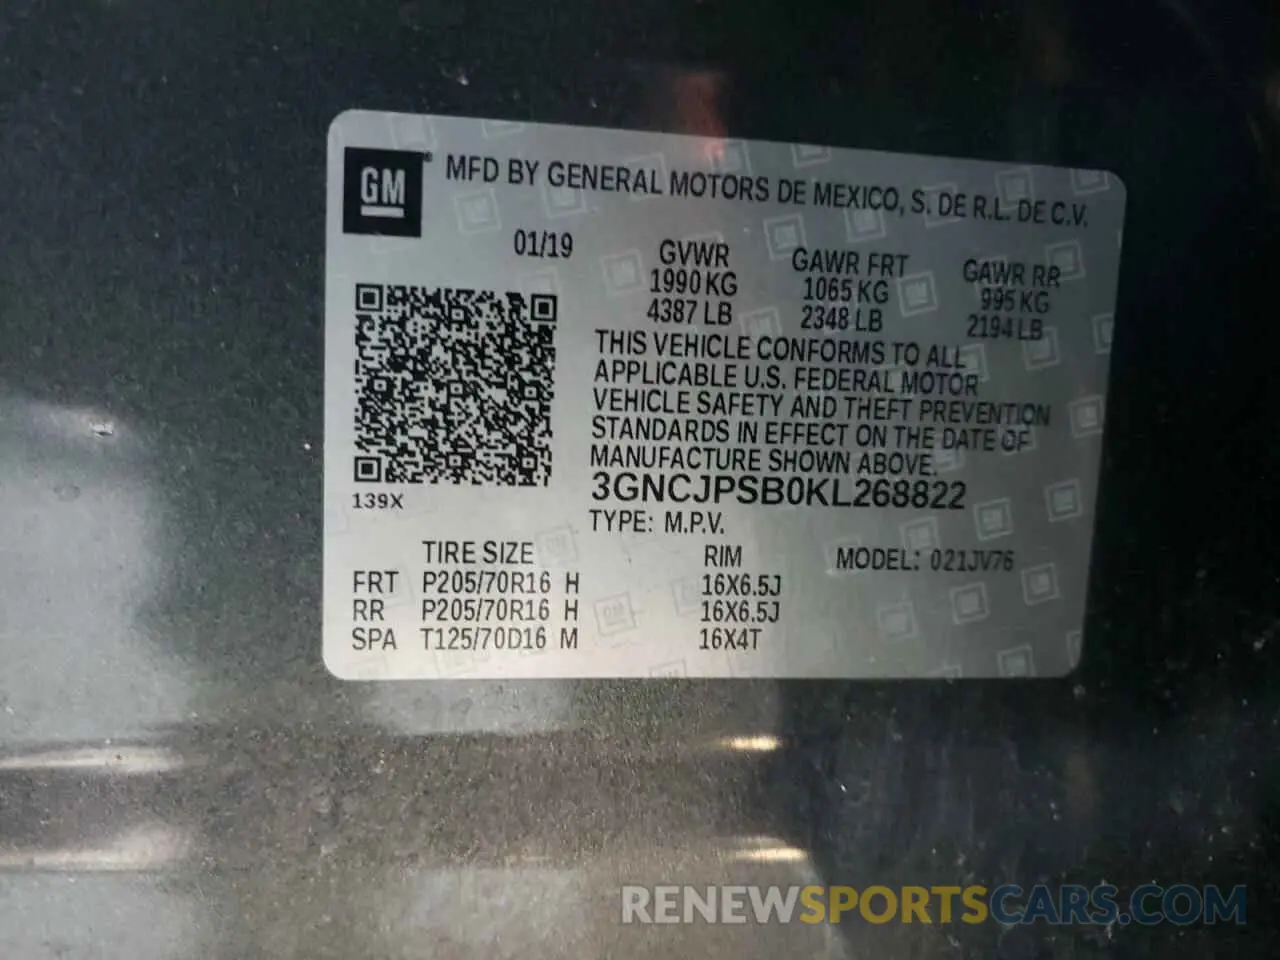 GM® MFD BY GENERAL MOTORS DE MEXICO, S. DE R.L. DE C.V.
01/19
GVWR
1990 KG
4387 LB
GAWR FRT
1065 KG
2348 LB
GAWR RR
995 KG
2194 LB
THIS VEHICLE CONFORMS TO ALL
APPLICABLE U.S. FEDERAL MOTOR
VEHICLE SAFETY AND THEFT PREVENTION
STANDARDS IN EFFECT ON THE DATE OF
MANUFACTURE SHOWN ABOVE.
139X
3GNCJPSB0KL268822
TYPE: M.P.V.
TIRE SIZE RIM MODEL: 021JV76
FRT P205/70R16 H 16X6.5J
RR P205/70R16 H 16X6.5J
SPA T125/70D16 M 16X4T
RENEWSPORTSCARS.COM